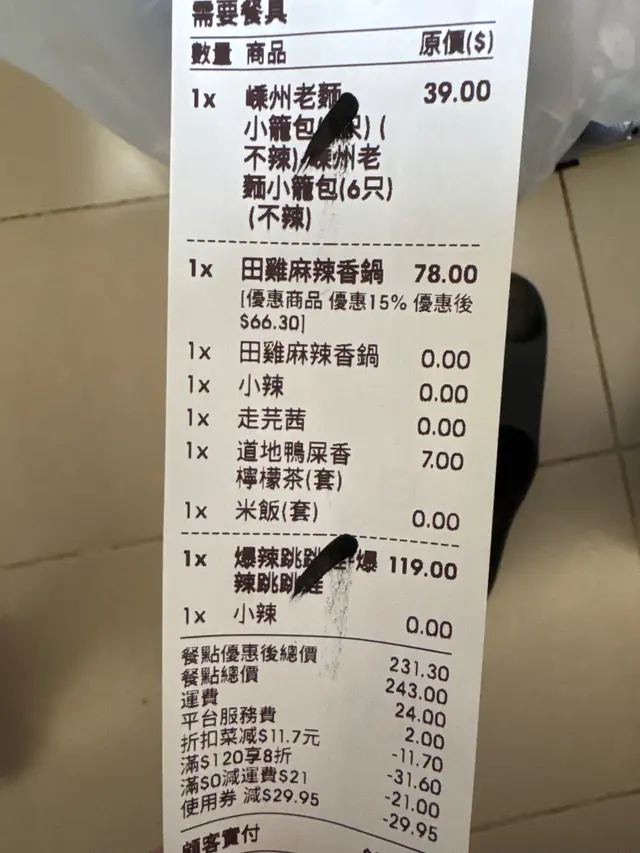 需要餐具
數量 商品 原價($)
1x 嵊州老麵 39.00
小籠包( 只) (
不辣)/嵊州老
麵小籠包(6只)
(不辣)
1x 田雞麻辣香鍋 78.00
[優惠商品 優惠15% 優惠後
$66.30]
1x 田雞麻辣香鍋 0.00
1x 小辣 0.00
1x 走芫茜 0.00
1x 道地鴨屎香 7.00
檸檬茶(套)
1x 米飯(套) 0.00
1x 爆辣跳跳 爆 119.00
辣跳跳蛙
1x 小辣 0.00
餐點優惠後總價 231.30
餐點總價 243.00
運費 24.00
平台服務費 2.00
折扣菜減$11.7元 -11.70
滿$120享8折 -31.60
滿$0減運費$21 -21.00
使用券 減$29.95 -29.95
顧客實付